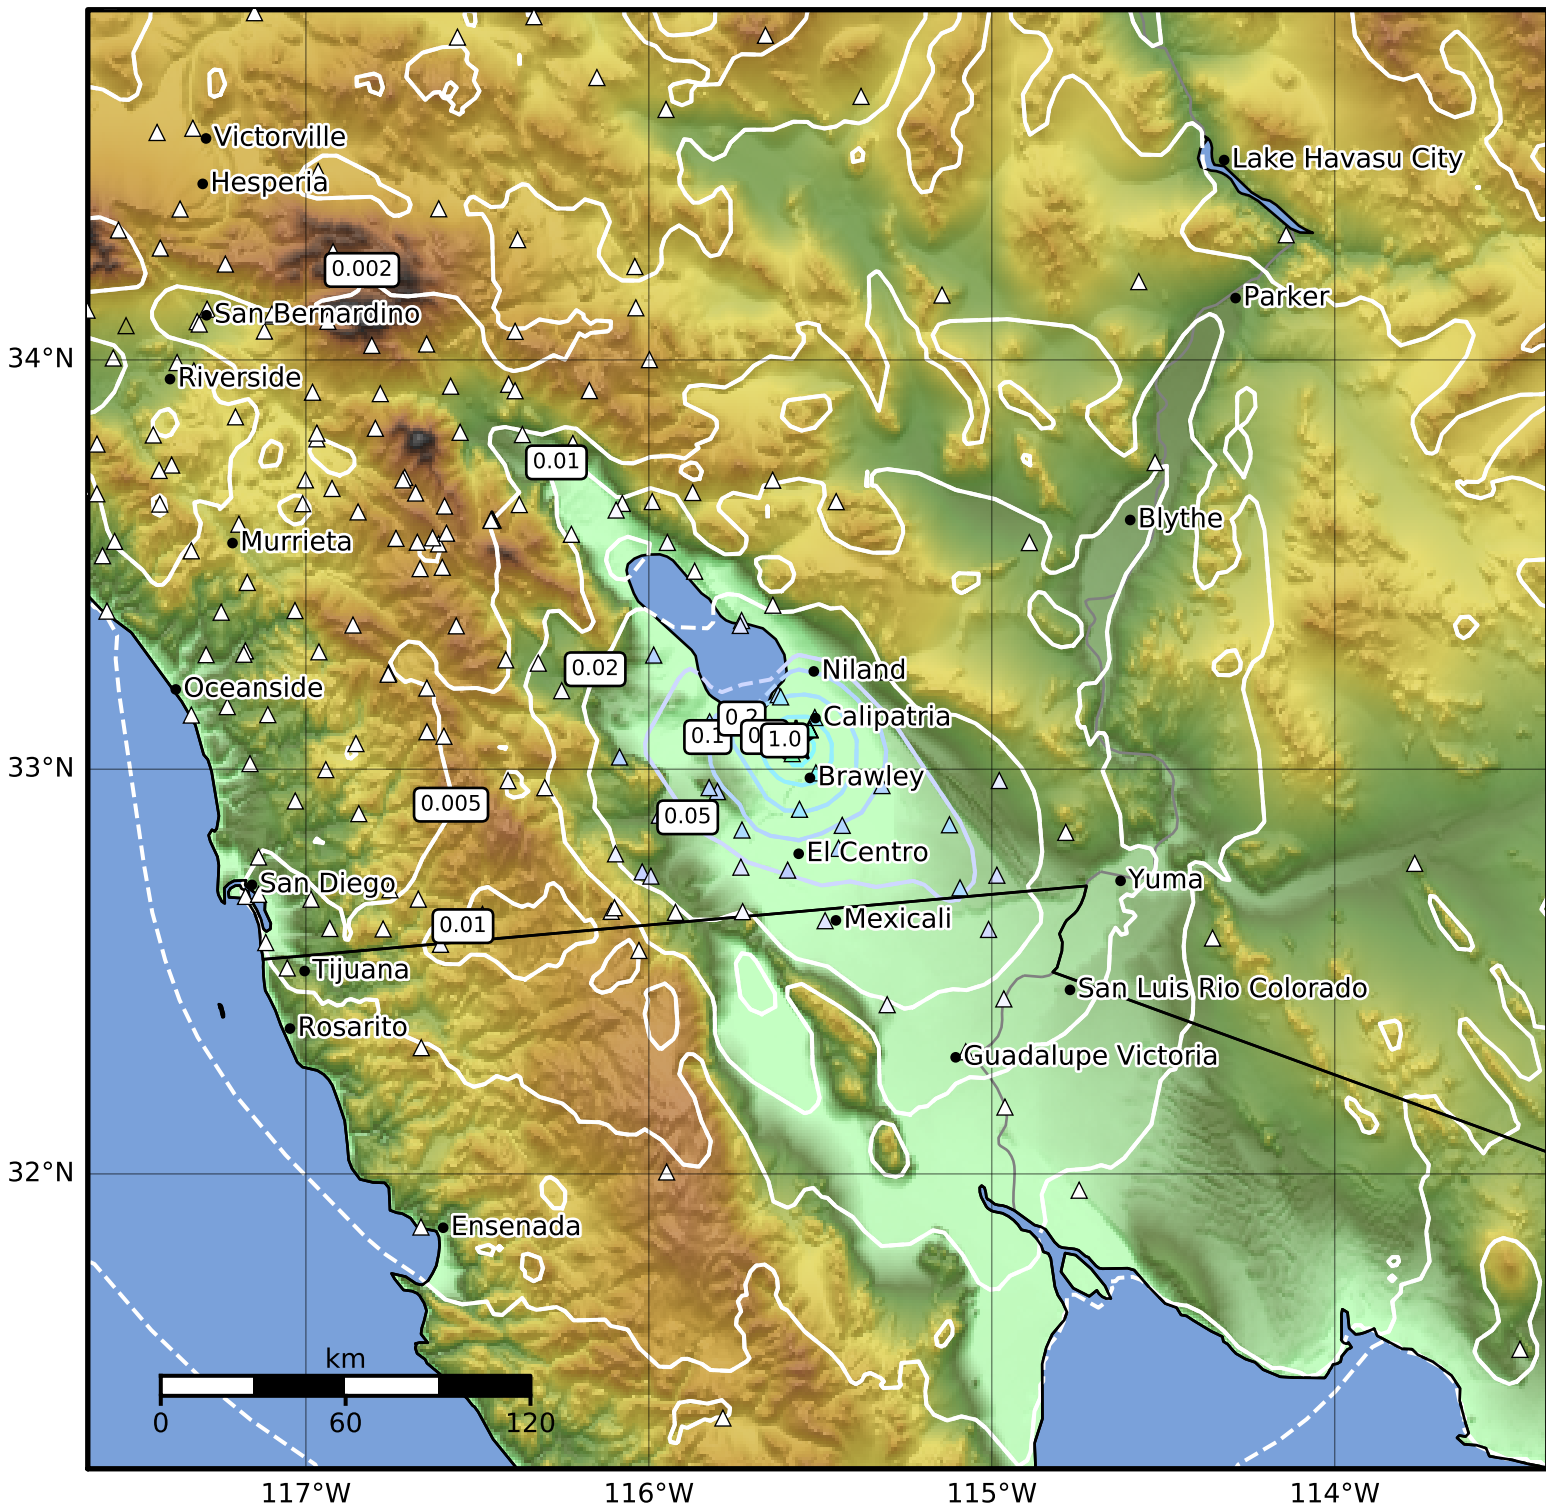 Victorville
Lake Havasu City
Hesperia
0.002
Parker
San Bernardino
34°N
Riverside
0.01
Blythe
Murrieta
0.02
Niland
Oceanside
0.2
Calipatria
0.1
1.0
33°N
Brawley
0.005
0.05
El Centro
San Diego
Yuma
0.01
Mexicali
Tijuana
San Luis Rio Colorado
Rosarito
Guadalupe Victoria
32°N
Ensenada
km
0 60 120
117°W 116°W 115°W 114°W